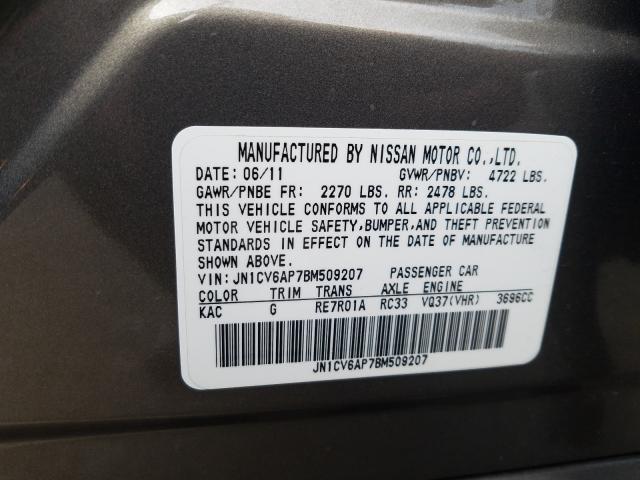 MANUFACTURED BY NISSAN MOTOR CO.,LTD.
DATE: 06/11 GVWR/PNBV: 4722 LBS.
GAWR/PNBE FR: 2270 LBS. RR: 2478 LBS.
THIS VEHICLE CONFORMS TO ALL APPLICABLE FEDERAL
MOTOR VEHICLE SAFETY,BUMPER,AND THEFT PREVENTION
STANDARDS IN EFFECT ON THE DATE OF MANUFACTURE
SHOWN ABOVE.
VIN: JN1CV6AP7BM509207 PASSENGER CAR
COLOR TRIM TRANS AXLE ENGINE
KAC G RE7R01A RC33 VQ37(VHR) 3696CC
JN1CV6AP7BM509207